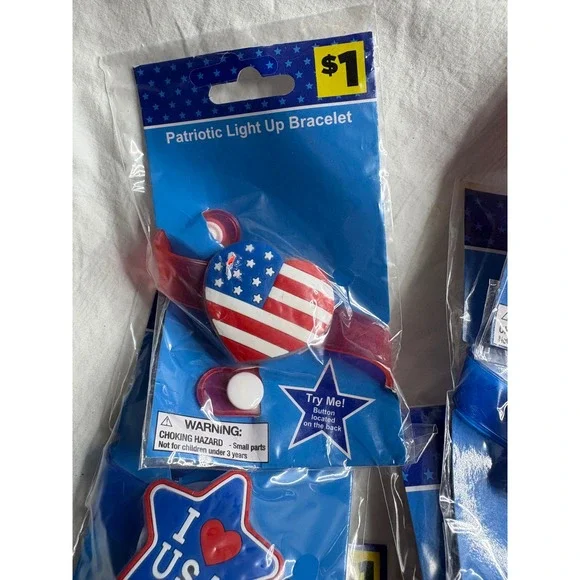 $1
Patriotic Light Up Bracelet
Try Me!
Button
located
on the back
⚠ WARNING:
CHOKING HAZARD - Small parts
Not for children under 3 years
I ❤
$1